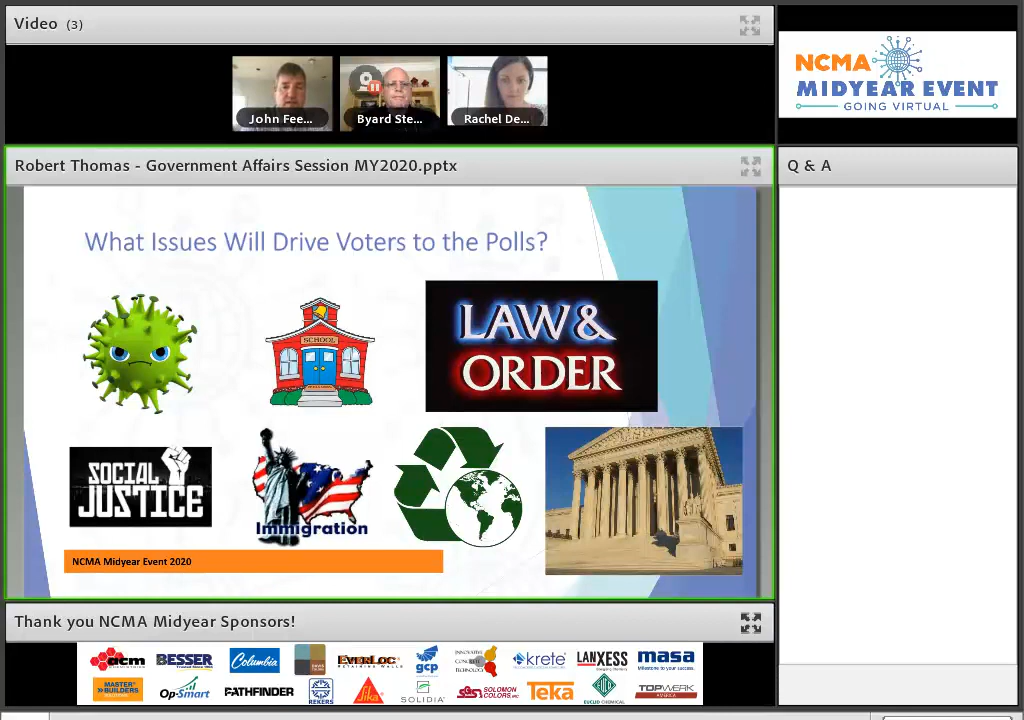 Video (3)
John Fee...
Byard Ste...
Rachel De...
NCMA
MIDYEAR EVENT
GOING VIRTUAL
Robert Thomas - Government Affairs Session MY2020.pptx
Q & A
What Issues Will Drive Voters to the Polls?
SCHOOL
LAW &
ORDER
SOCIAL
JUSTICE
Immigration
NCMA Midyear Event 2020
Thank you NCMA Midyear Sponsors!
acm
BESSER
Columbia
EVERLOC
RETAINING WALLS
gcp
krete
LANXESS
masa
MASTER BUILDERS
Op-Smart
PATHFINDER
REKERS
Sika
SOLIDIA
SOLOMON COLORS
Teka
EUCLID CHEMICAL
TOPWERK
AMERICA